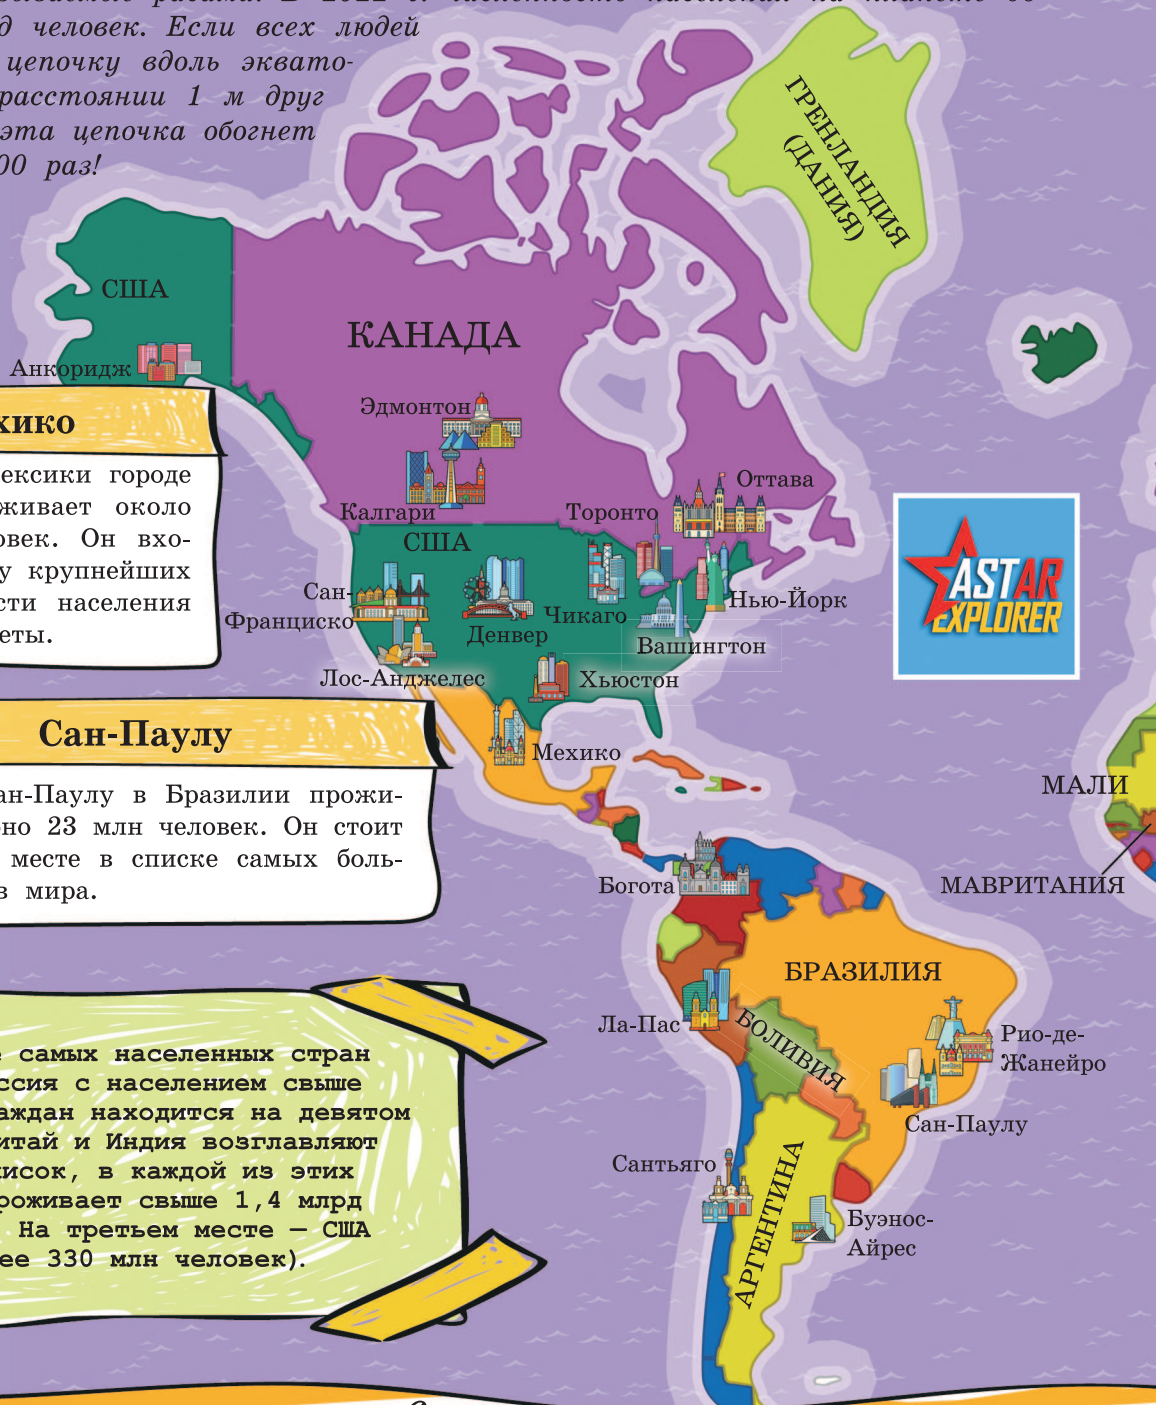 д человек. Если всех людей
цепочку вдоль эквато-
расстоянии 1 м друг
эта цепочка обогнет
00 раз!
ГРЕНЛАНДИЯ
(ДАНИЯ)
США
КАНАДА
Анкоридж
Эдмонтон
Калгари
Торонто
Оттава
США
Сан-
Франциско
Чикаго
Нью-Йорк
Денвер
Вашингтон
Лос-Анджелес
Хьюстон
Мехико
ASTAR
EXPLORER
хико
ексики городе
живает около
овек. Он вхо-
у крупнейших
сти населения
еты.
Сан-Паулу
ан-Паулу в Бразилии прожи-
но 23 млн человек. Он стоит
месте в списке самых боль-
в мира.
МАЛИ
МАВРИТАНИЯ
Богота
БРАЗИЛИЯ
Ла-Пас
БОЛИВИЯ
Рио-де-
Жанейро
Сан-Паулу
Сантьяго
АРГЕНТИНА
Буэнос-
Айрес
е самых населенных стран
ссия с населением свыше
аждан находится на девятом
итай и Индия возглавляют
исок, в каждой из этих
роживает свыше 1,4 млрд
На третьем месте — США
ее 330 млн человек).